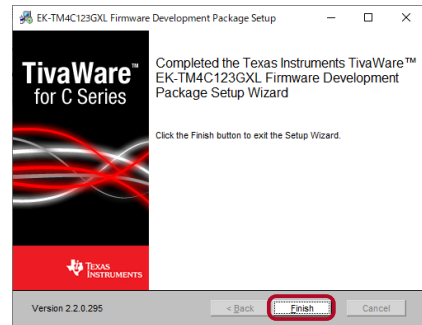 EK-TM4C123GXL Firmware Development Package Setup
TivaWare™
for C Series
Completed the Texas Instruments TivaWare™
EK-TM4C123GXL Firmware Development
Package Setup Wizard
Click the Finish button to exit the Setup Wizard.
TEXAS
INSTRUMENTS
Version 2.2.0.295
< Back
Finish
Cancel